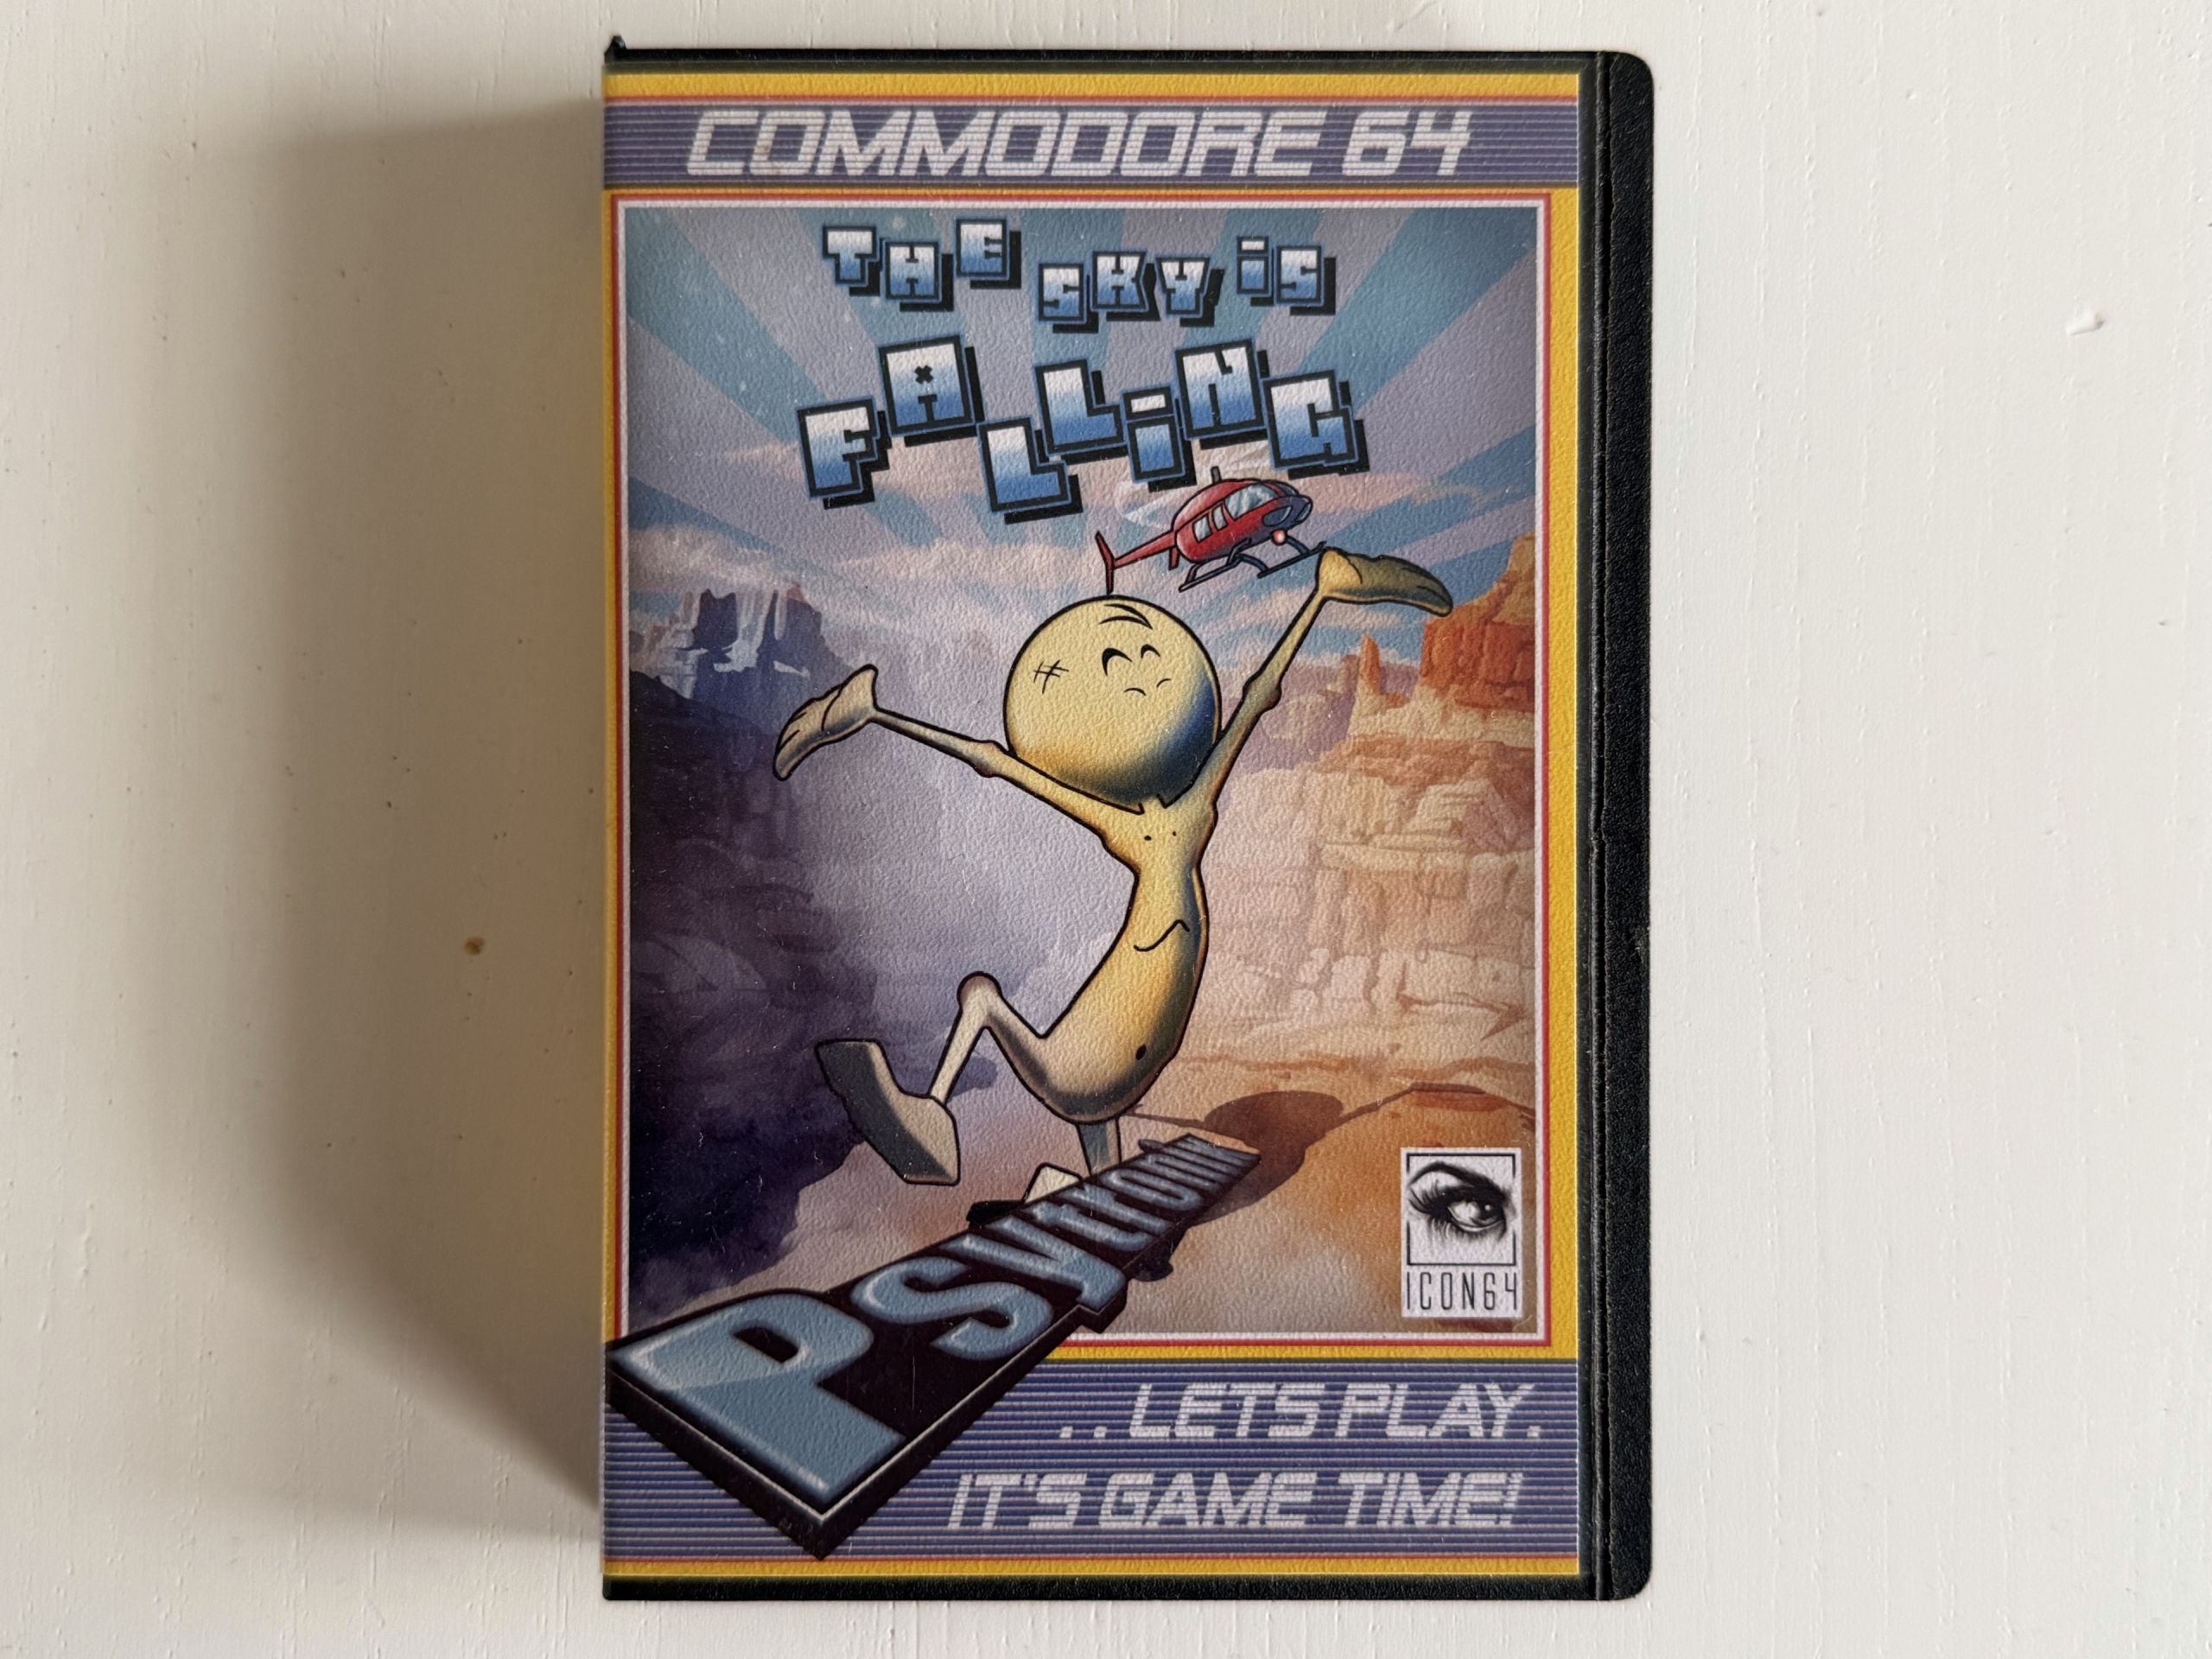 COMMODORE 64
THE SKY iS
FALLiNG
ICON64
Psytronik
..LETS PLAY.
IT'S GAME TIME!